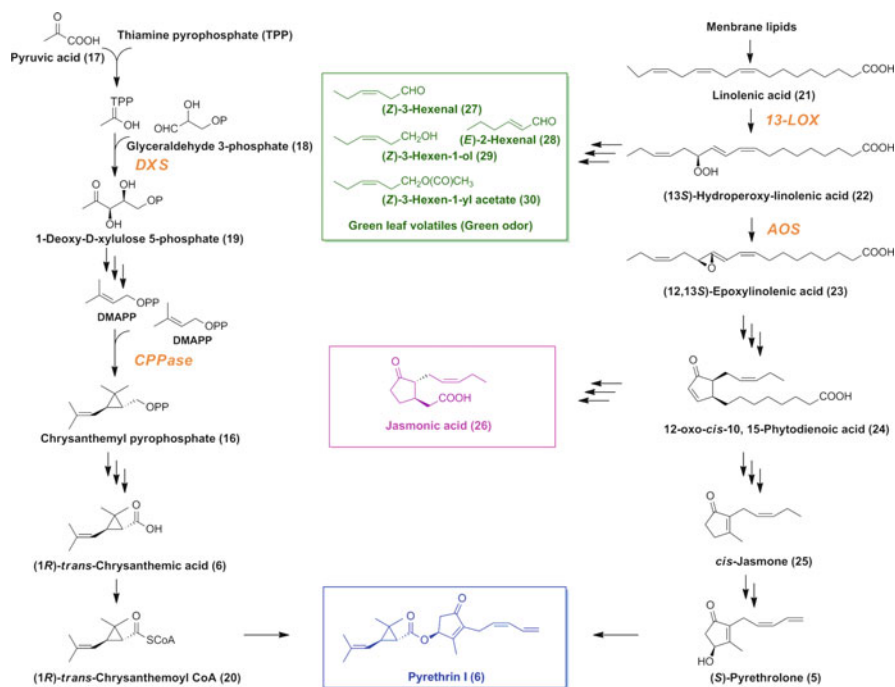 COOH
O
Pyruvic acid (17)
Thiamine pyrophosphate (TPP)
TPP
OH
OH
OHC
OP
Glyceraldehyde 3-phosphate (18)
DXS
O
OH
OP
OH
1-Deoxy-D-xylulose 5-phosphate (19)
OPP
DMAPP
OPP
DMAPP
CPPase
OPP
Chrysanthemyl pyrophosphate (16)
O
OH
(1R)-trans-Chrysanthemic acid (6)
O
SCoA
(1R)-trans-Chrysanthemoyl CoA (20)
CHO
(Z)-3-Hexenal (27)
CHO
(E)-2-Hexenal (28)
CH2OH
(Z)-3-Hexen-1-ol (29)
CH2O(CO)CH3
(Z)-3-Hexen-1-yl acetate (30)
Green leaf volatiles (Green odor)
O
COOH
Jasmonic acid (26)
O
O
O
Pyrethrin I (6)
Menbrane lipids
COOH
Linolenic acid (21)
13-LOX
COOH
OOH
(13S)-Hydroperoxy-linolenic acid (22)
AOS
COOH
O
(12,13S)-Epoxylinolenic acid (23)
O
COOH
12-oxo-cis-10, 15-Phytodienoic acid (24)
O
cis-Jasmone (25)
O
HO
(S)-Pyrethrolone (5)